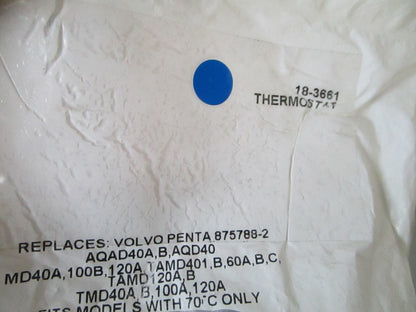 18-3661
THERMOSTAT
REPLACES: VOLVO PENTA 875788-2
AQAD40A,B,AQD40
MD40A,100B,120A,TAMD401,B,60A,B,C,
TAMD120A,B
TMD40A,B,100A,120A
FITS MODELS WITH 70°C ONLY